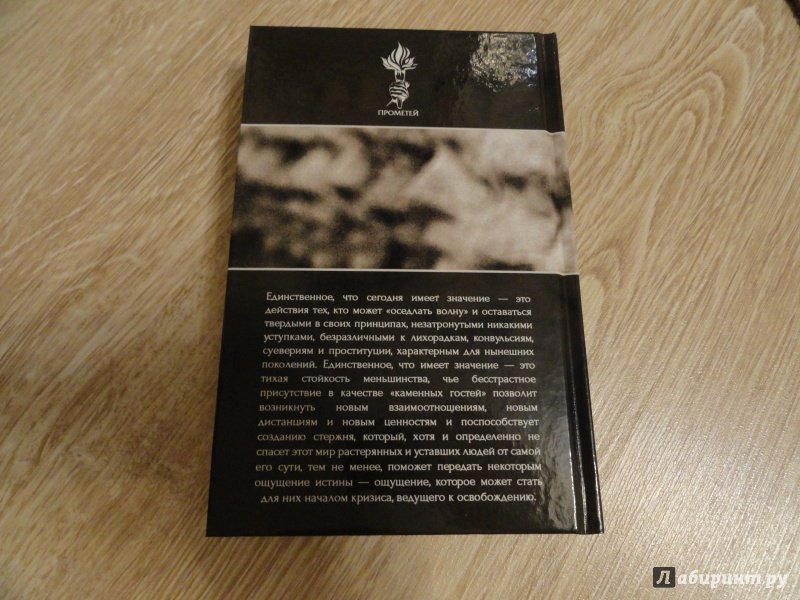 ПРОМЕТЕЙ
Единственное, что сегодня имеет значение — это
действия тех, кто может «оседлать волну» и оставаться
твердыми в своих принципах, незатронутыми никакими
уступками, безразличными к лихорадкам, конвульсиям,
суевериям и проституции, характерным для нынешних
поколений. Единственное, что имеет значение — это
тихая стойкость меньшинства, чье бесстрастное
присутствие в качестве «каменных гостей» позволит
возникнуть новым взаимоотношениям, новым
дистанциям и новым ценностям и поспособствует
созданию стержня, который, хотя и определенно не
спасет этот мир растерянных и уставших людей от самой
его сути, тем не менее, поможет передать некоторым
ощущение истины — ощущение, которое может стать
для них началом кризиса, ведущего к освобождению.
Лабиринт.ру